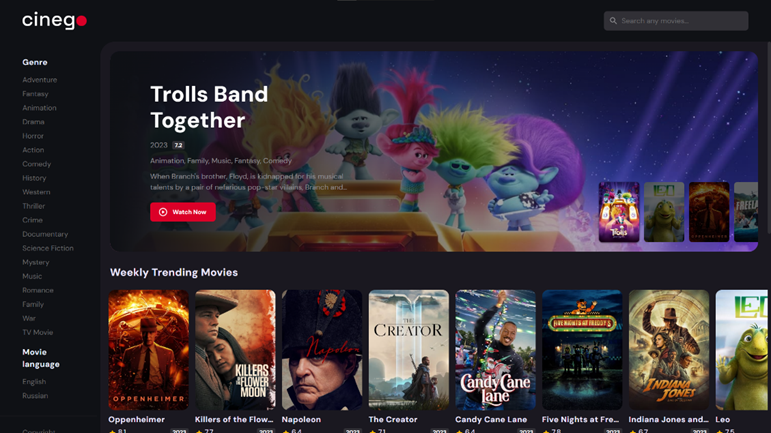 cinego
Search any movies...
Genre
Adventure
Fantasy
Animation
Drama
Horror
Action
Comedy
History
Western
Thriller
Crime
Documentary
Science Fiction
Mystery
Music
Romance
Family
War
TV Movie
Movie
language
English
Russian
Copyright
Trolls Band
Together
2023 7.2
Animation, Family, Music, Fantasy, Comedy
When Branch's brother, Floyd, is kidnapped for his musical
talents by a pair of nefarious pop-star villains, Branch and...
Watch Now
Trolls
OPPENHEIMER
Weekly Trending Movies
OPPENHEIMER
KILLERS
OF THE
FLOWER MOON
Napoleon
THE
CREATOR
Candy Cane
Lane
FIVE NIGHTS AT FREDDY'S
INDIANA
JONES
LEO
Oppenheimer
Killers of the Flow...
Napoleon
The Creator
Candy Cane Lane
Five Nights at Fre...
Indiana Jones and...
Leo
8.1 2023
7.7 2023
6.4 2023
7.1 2023
6.4 2023
7.8 2023
6.7 2023
7.5